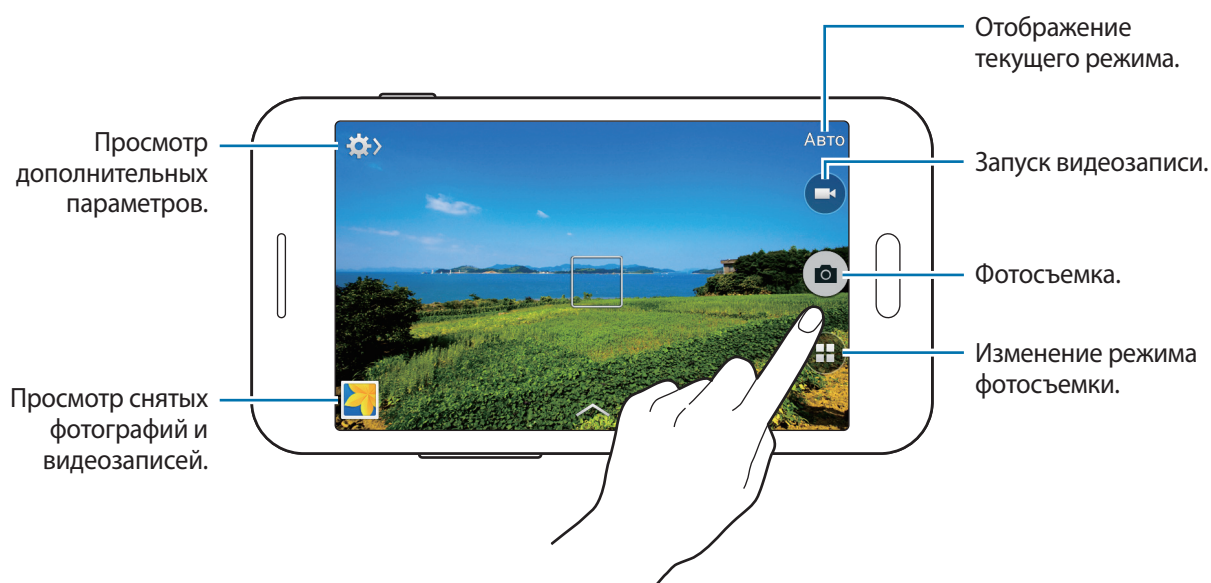 Отображение
текущего режима.
Просмотр
дополнительных
параметров.
Авто
Запуск видеозаписи.
Фотосъемка.
Изменение режима
фотосъемки.
Просмотр снятых
фотографий и
видеозаписей.